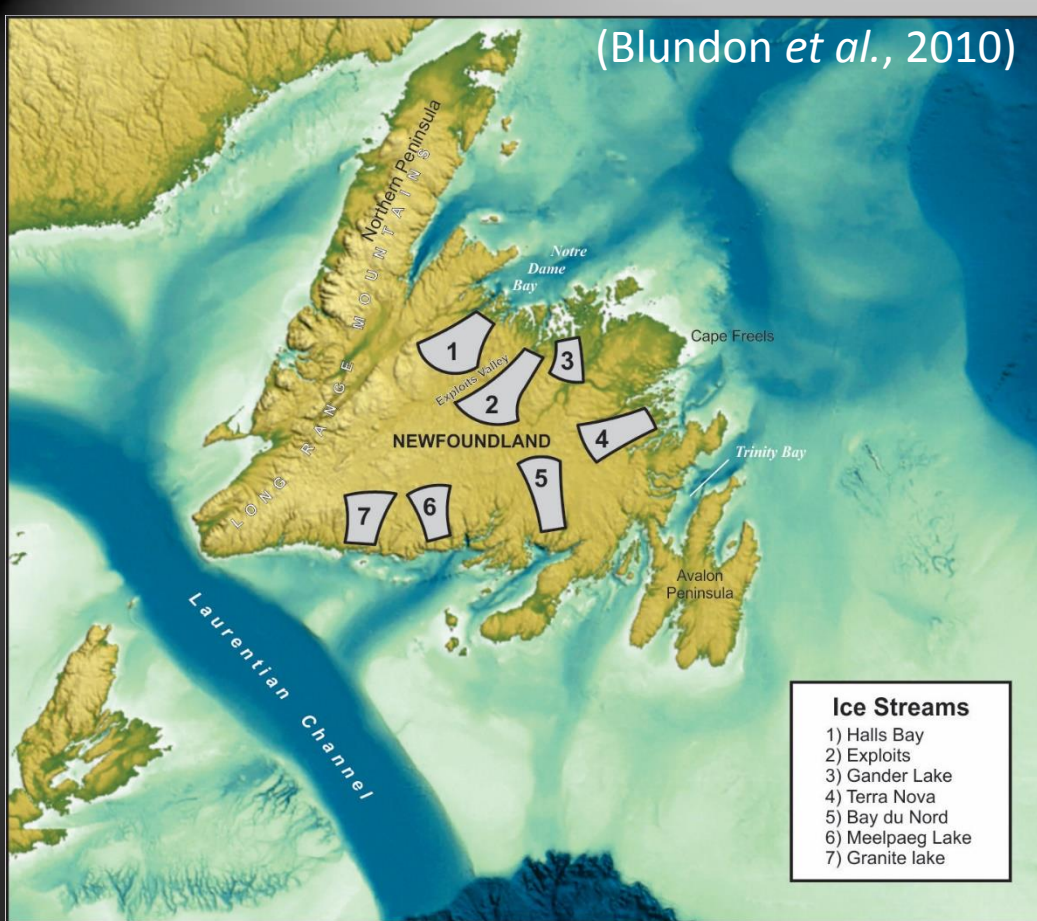 (Blundon et al., 2010)
Northern Peninsula
LONG RANGE MOUNTAINS
Notre
Dame
Bay
Cape Freels
1
Exploits Valley
3
2
NEWFOUNDLAND
4
Trinity Bay
5
7
6
Avalon
Peninsula
Laurentian Channel
Ice Streams
1) Halls Bay
2) Exploits
3) Gander Lake
4) Terra Nova
5) Bay du Nord
6) Meelpaeg Lake
7) Granite lake